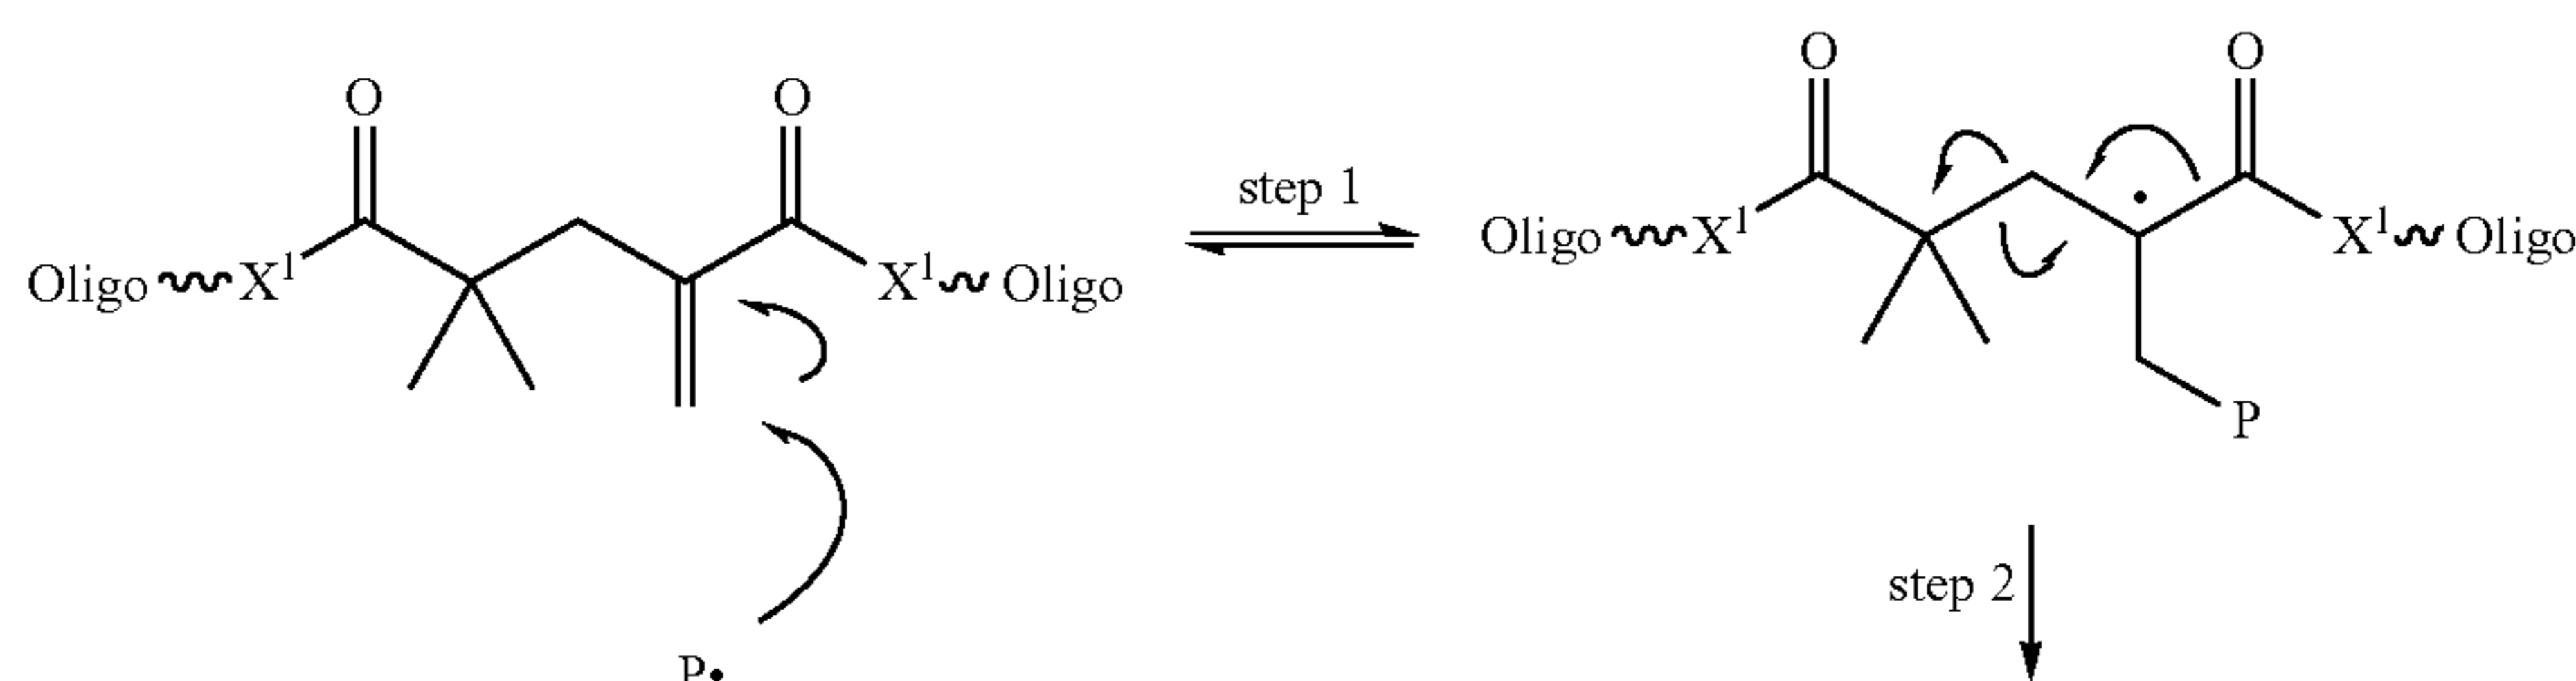 O O
O O
step 1
Oligo X¹ X¹ Oligo
Oligo X¹ X¹ Oligo
P
step 2
P•